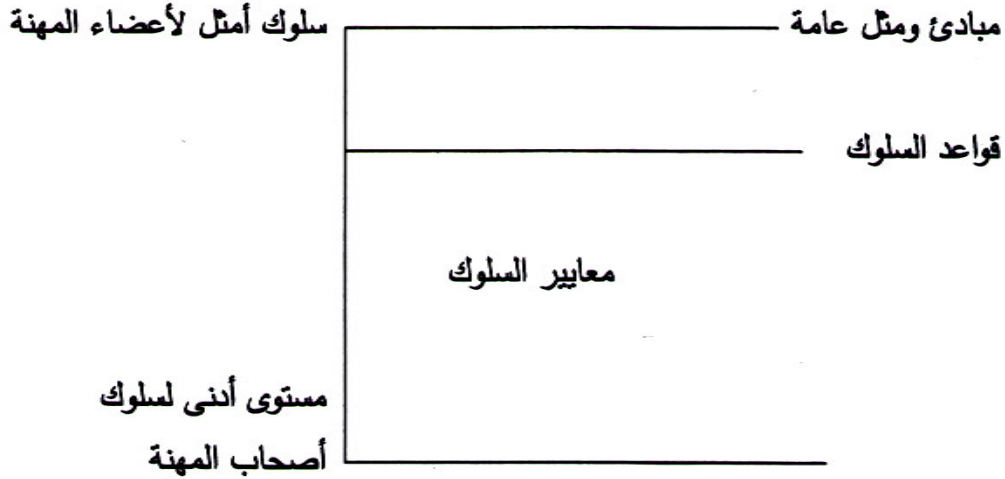 مبادئ ومثل عامة
سلوك أمثل لأعضاء المهنة
قواعد السلوك
معايير السلوك
مستوى أدنى لسلوك
أصحاب المهنة